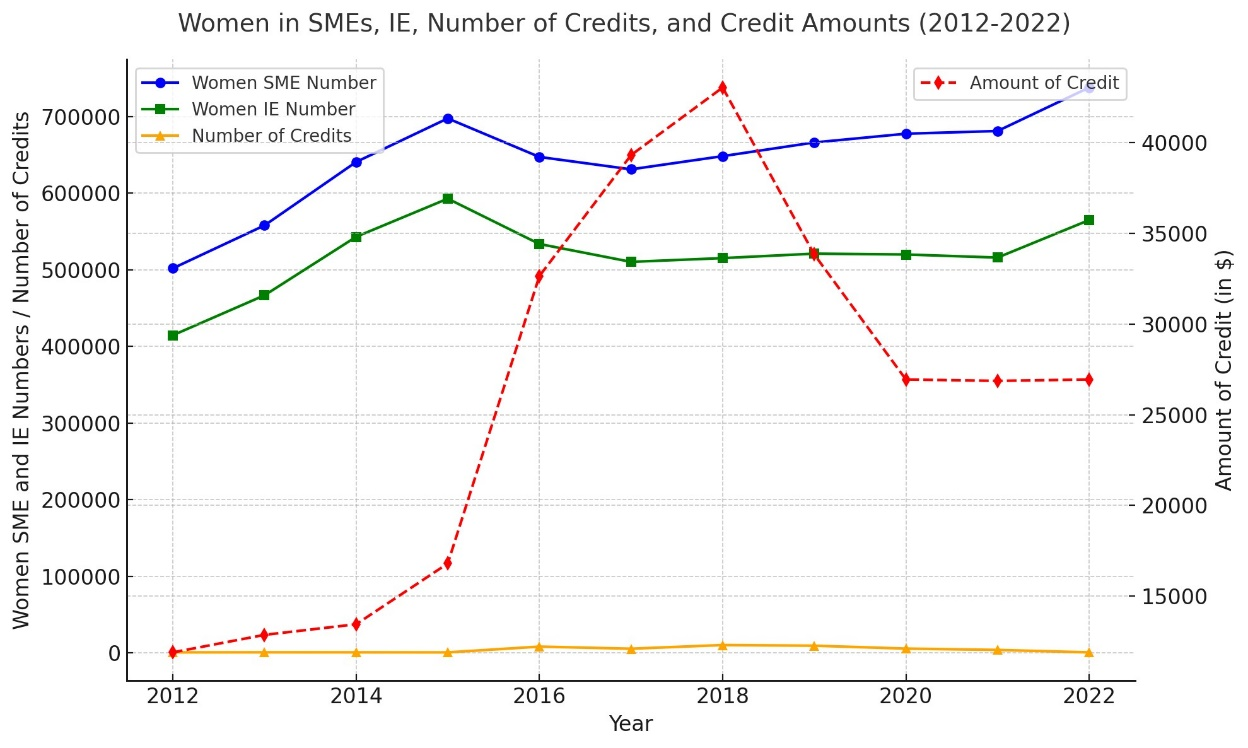 Women in SMEs, IE, Number of Credits, and Credit Amounts (2012-2022)
Women SME Number
Women IE Number
Number of Credits
Amount of Credit
Women SME and IE Numbers / Number of Credits
700000
600000
500000
400000
300000
200000
100000
0
40000
35000
30000
25000
20000
15000
Amount of Credit (in $)
2012 2014 2016 2018 2020 2022
Year